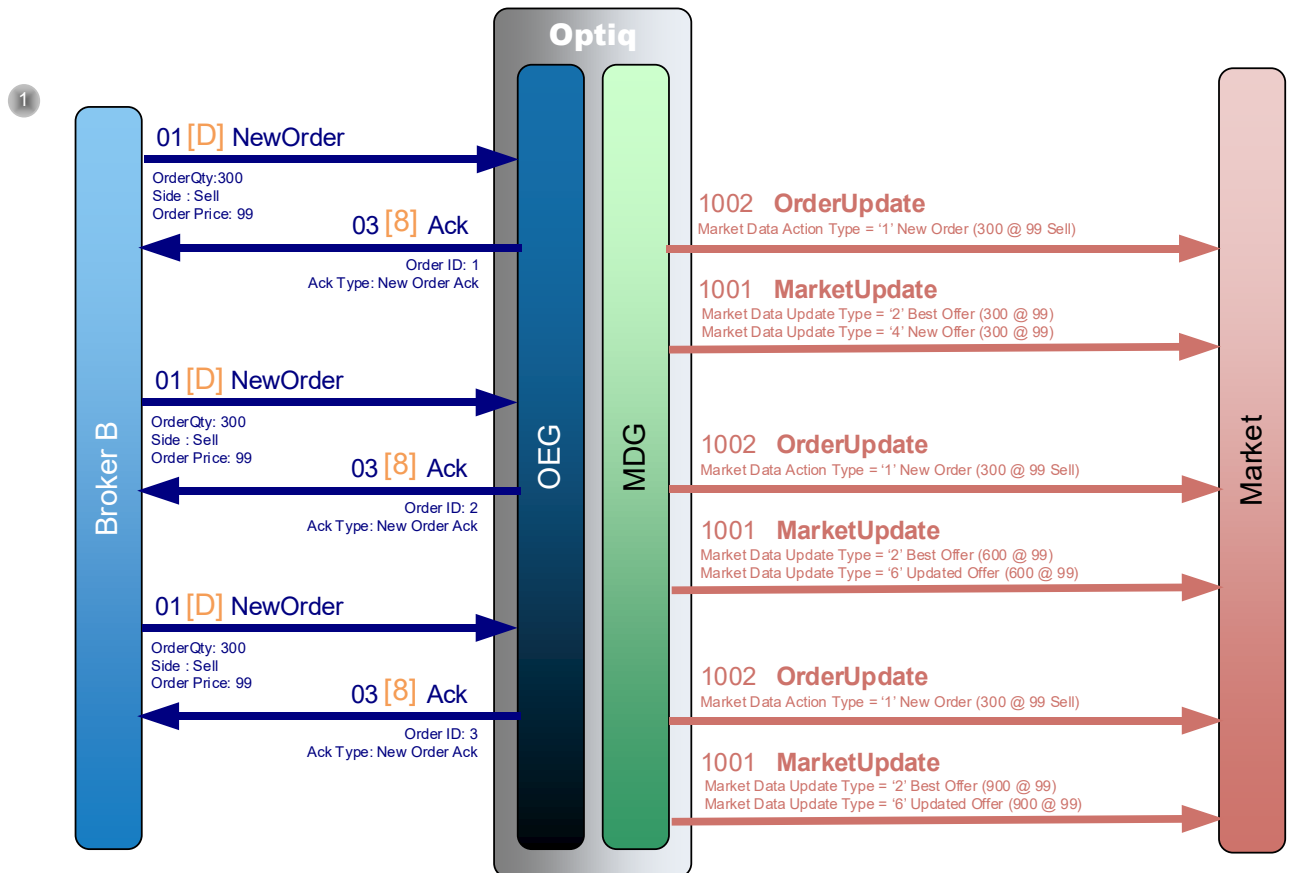 Optiq
1
Broker B
OEG
MDG
Market
01 [D] NewOrder
OrderQty:300
Side : Sell
Order Price: 99
03 [8] Ack
Order ID: 1
Ack Type: New Order Ack
1002 OrderUpdate
Market Data Action Type = ‘1’ New Order (300 @ 99 Sell)
1001 MarketUpdate
Market Data Update Type = ‘2’ Best Offer (300 @ 99)
Market Data Update Type = ‘4’ New Offer (300 @ 99)
01 [D] NewOrder
OrderQty: 300
Side : Sell
Order Price: 99
03 [8] Ack
Order ID: 2
Ack Type: New Order Ack
1002 OrderUpdate
Market Data Action Type = ‘1’ New Order (300 @ 99 Sell)
1001 MarketUpdate
Market Data Update Type = ‘2’ Best Offer (600 @ 99)
Market Data Update Type = ‘6’ Updated Offer (600 @ 99)
01 [D] NewOrder
OrderQty: 300
Side : Sell
Order Price: 99
03 [8] Ack
Order ID: 3
Ack Type: New Order Ack
1002 OrderUpdate
Market Data Action Type = ‘1’ New Order (300 @ 99 Sell)
1001 MarketUpdate
Market Data Update Type = ‘2’ Best Offer (900 @ 99)
Market Data Update Type = ‘6’ Updated Offer (900 @ 99)